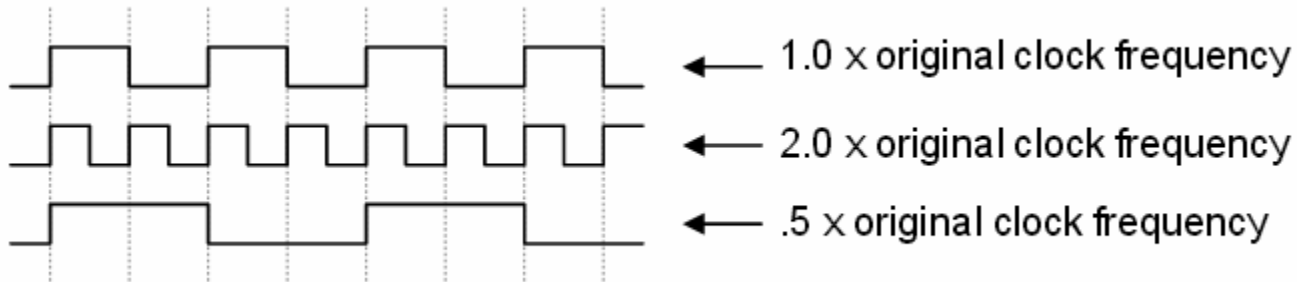 1.0 x original clock frequency
2.0 x original clock frequency
.5 x original clock frequency